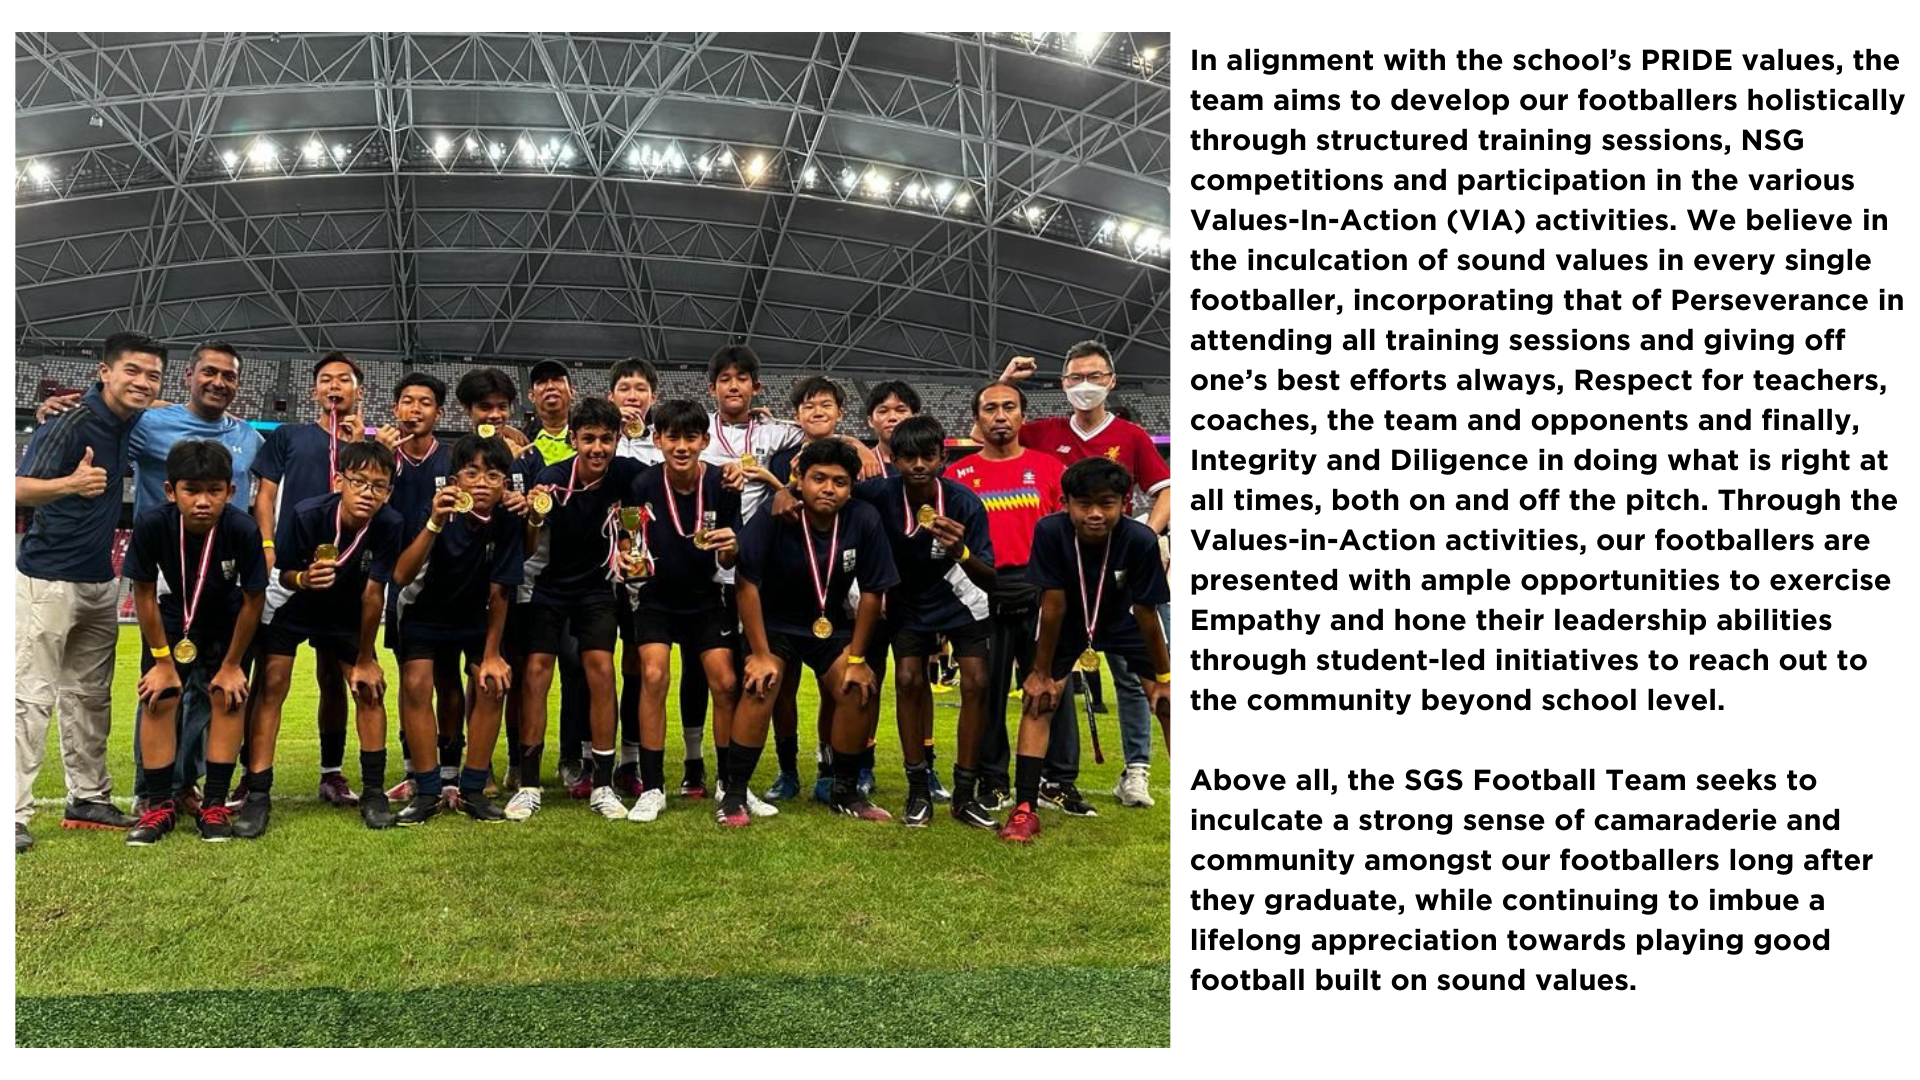 In alignment with the school’s PRIDE values, the
team aims to develop our footballers holistically
through structured training sessions, NSG
competitions and participation in the various
Values-In-Action (VIA) activities. We believe in
the inculcation of sound values in every single
footballer, incorporating that of Perseverance in
attending all training sessions and giving off
one’s best efforts always, Respect for teachers,
coaches, the team and opponents and finally,
Integrity and Diligence in doing what is right at
all times, both on and off the pitch. Through the
Values-in-Action activities, our footballers are
presented with ample opportunities to exercise
Empathy and hone their leadership abilities
through student-led initiatives to reach out to
the community beyond school level.
Above all, the SGS Football Team seeks to
inculcate a strong sense of camaraderie and
community amongst our footballers long after
they graduate, while continuing to imbue a
lifelong appreciation towards playing good
football built on sound values.